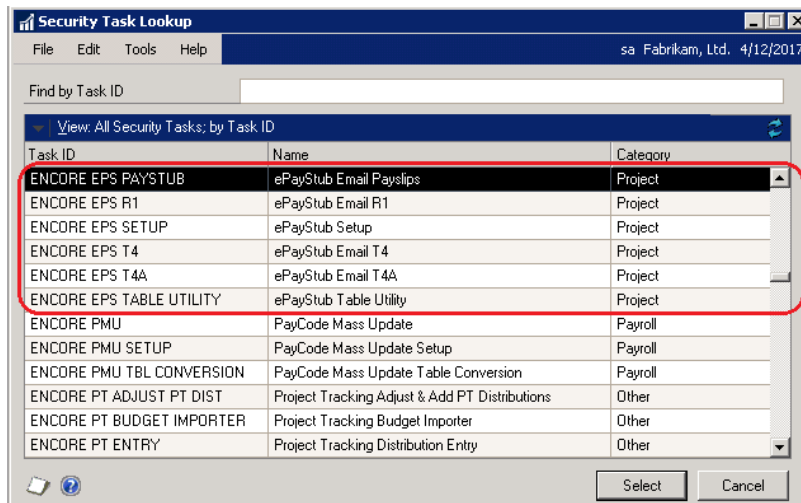 Security Task Lookup
File Edit Tools Help sa Fabrikam, Ltd. 4/12/2017
Find by Task ID
View: All Security Tasks; by Task ID
Task ID Name Category
ENCORE EPS PAYSTUB ePayStub Email Payslips Project
ENCORE EPS R1 ePayStub Email R1 Project
ENCORE EPS SETUP ePayStub Setup Project
ENCORE EPS T4 ePayStub Email T4 Project
ENCORE EPS T4A ePayStub Email T4A Project
ENCORE EPS TABLE UTILITY ePayStub Table Utility Project
ENCORE PMU PayCode Mass Update Payroll
ENCORE PMU SETUP PayCode Mass Update Setup Payroll
ENCORE PMU TBL CONVERSION PayCode Mass Update Table Conversion Payroll
ENCORE PT ADJUST PT DIST Project Tracking Adjust & Add PT Distributions Other
ENCORE PT BUDGET IMPORTER Project Tracking Budget Importer Other
ENCORE PT ENTRY Project Tracking Distribution Entry Other
Select Cancel